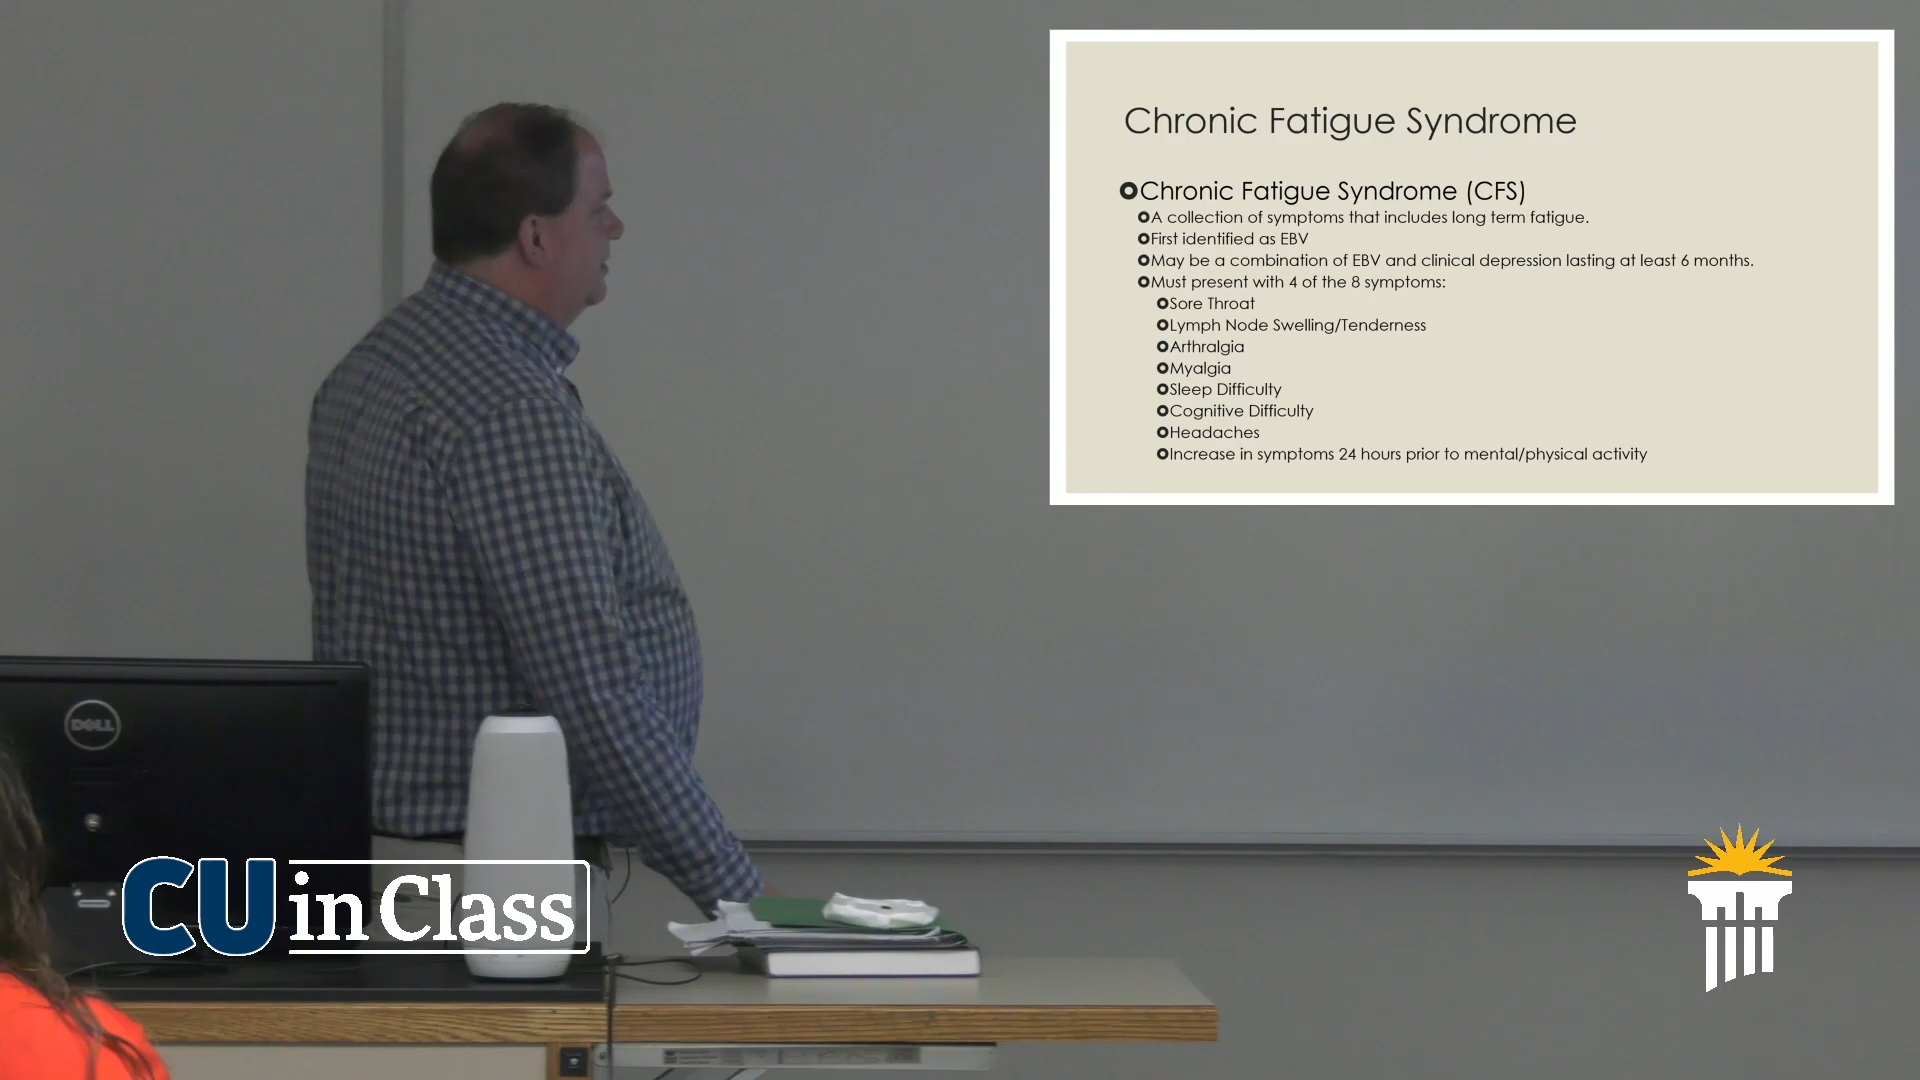 Chronic Fatigue Syndrome
Chronic Fatigue Syndrome (CFS)
A collection of symptoms that includes long term fatigue.
First identified as EBV
May be a combination of EBV and clinical depression lasting at least 6 months.
Must present with 4 of the 8 symptoms:
Sore Throat
Lymph Node Swelling/Tenderness
Arthralgia
Myalgia
Sleep Difficulty
Cognitive Difficulty
Headaches
Increase in symptoms 24 hours prior to mental/physical activity
DELL
CU in Class